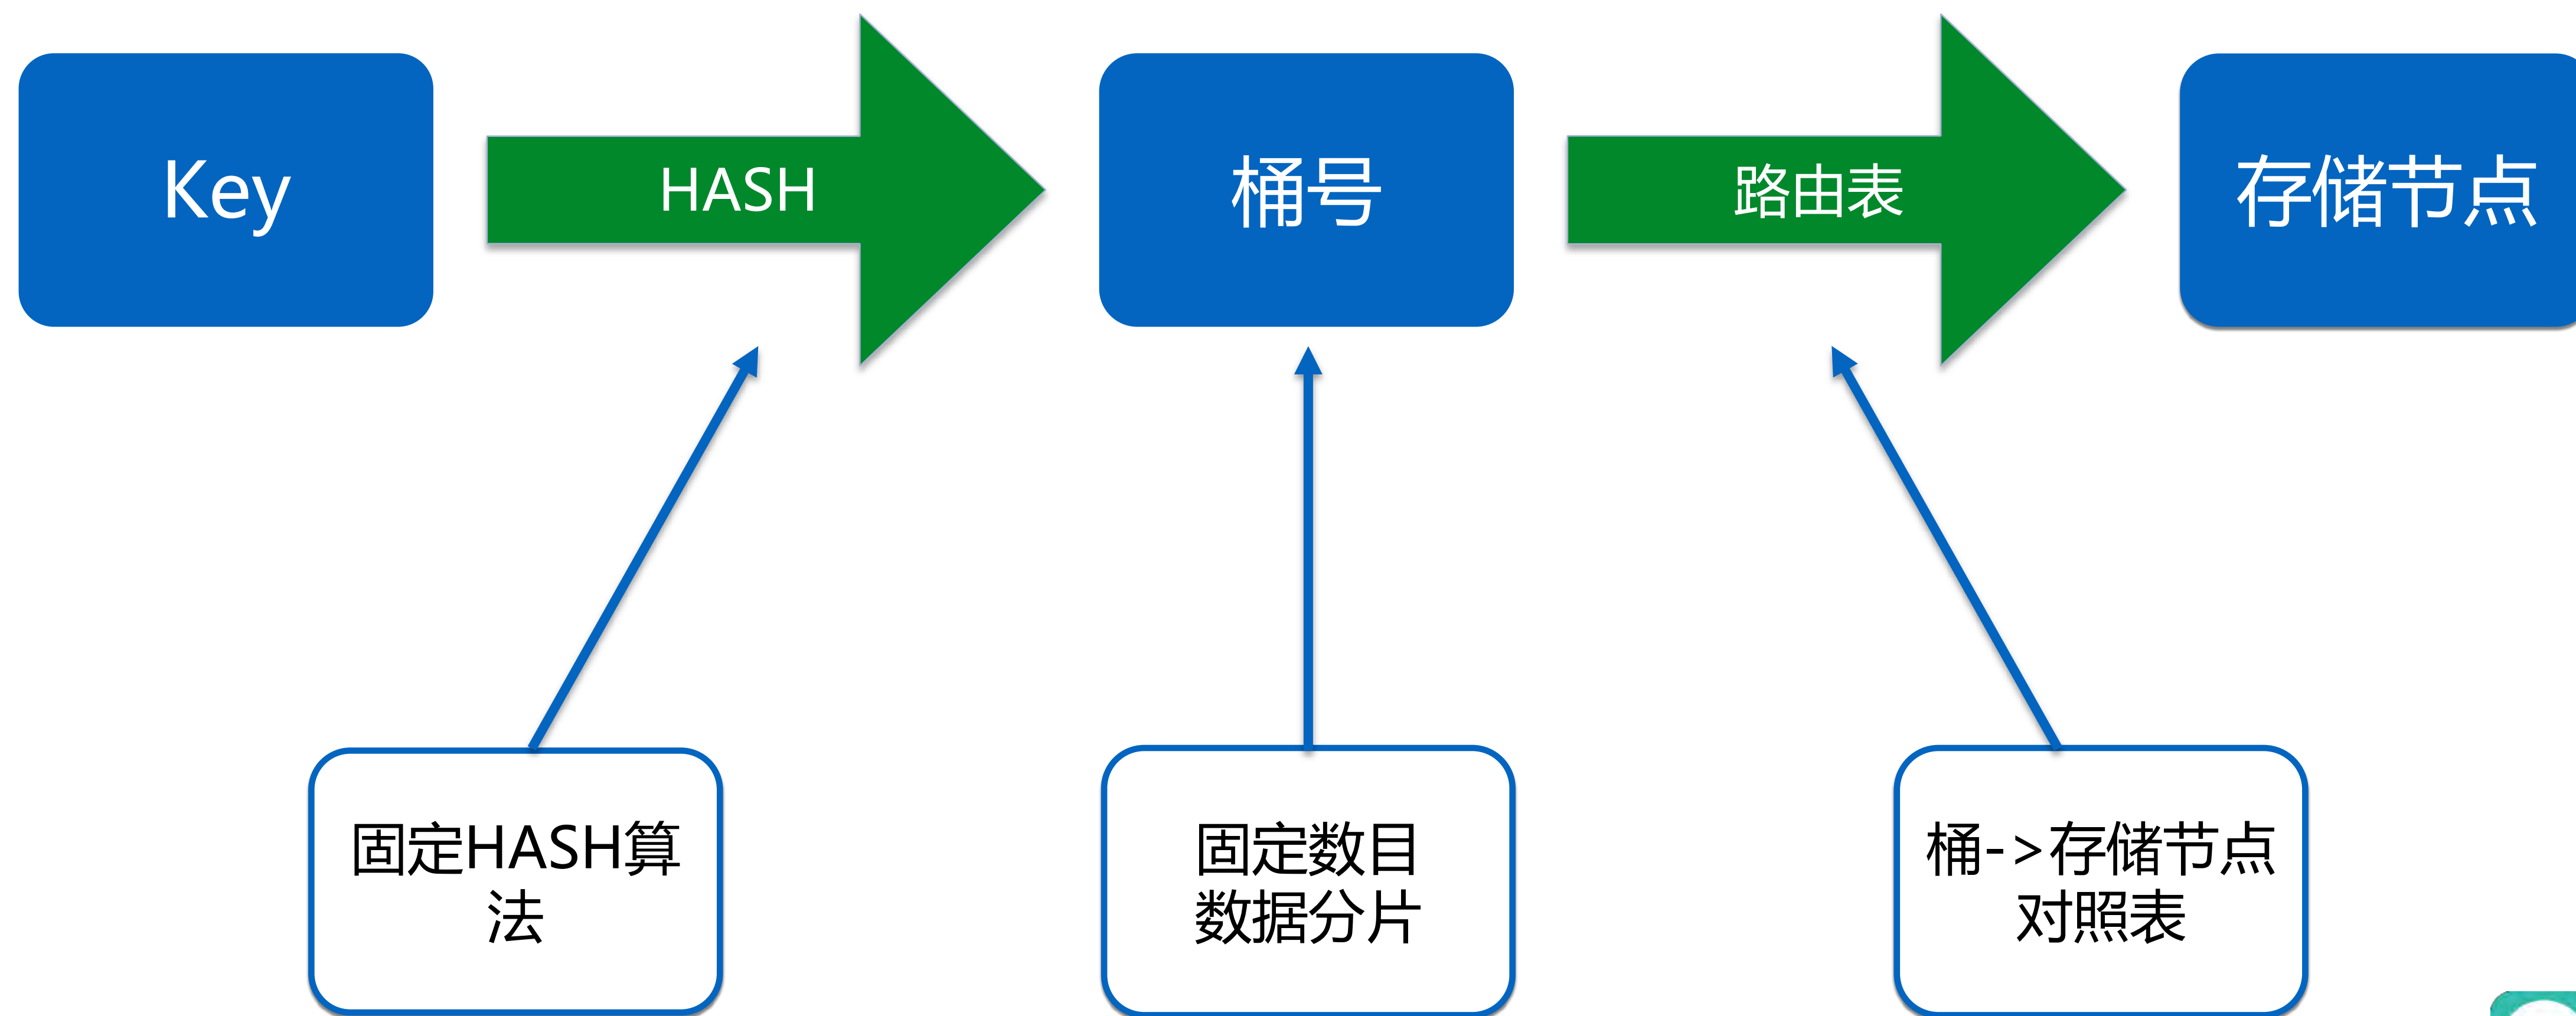 Key
HASH
桶号
路由表
存储节点
固定HASH算
法
固定数目
数据分片
桶->存储节点
对照表